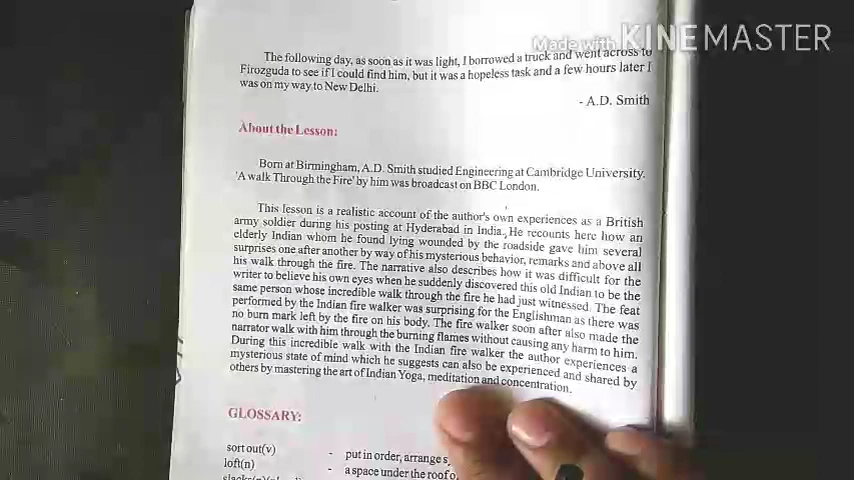 Made with KINEMASTER
The following day, as soon as it was light, I borrowed a truck and went across to
Firozguda to see if I could find him, but it was a hopeless task and a few hours later I
was on my way to New Delhi.
- A.D. Smith
About the Lesson:
Born at Birmingham, A.D. Smith studied Engineering at Cambridge University.
'A walk Through the Fire' by him was broadcast on BBC London.
This lesson is a realistic account of the author's own experiences as a British
army soldier during his posting at Hyderabad in India. He recounts here how an
elderly Indian whom he found lying wounded by the roadside gave him several
surprises one after another by way of his mysterious behavior, remarks and above all
his walk through the fire. The narrative also describes how it was difficult for the
writer to believe his own eyes when he suddenly discovered this old Indian to be the
same person whose incredible walk through the fire he had just witnessed. The feat
performed by the Indian fire walker was surprising for the Englishman as there was
no burn mark left by the fire on his body. The fire walker soon after also made the
narrator walk with him through the burning flames without causing any harm to him.
During this incredible walk with the Indian fire walker the author experiences a
mysterious state of mind which he suggests can also be experienced and shared by
others by mastering the art of Indian Yoga, meditation and concentration.
GLOSSARY:
sort out(v) - put in order, arrange
loft(n) - a space under the roof